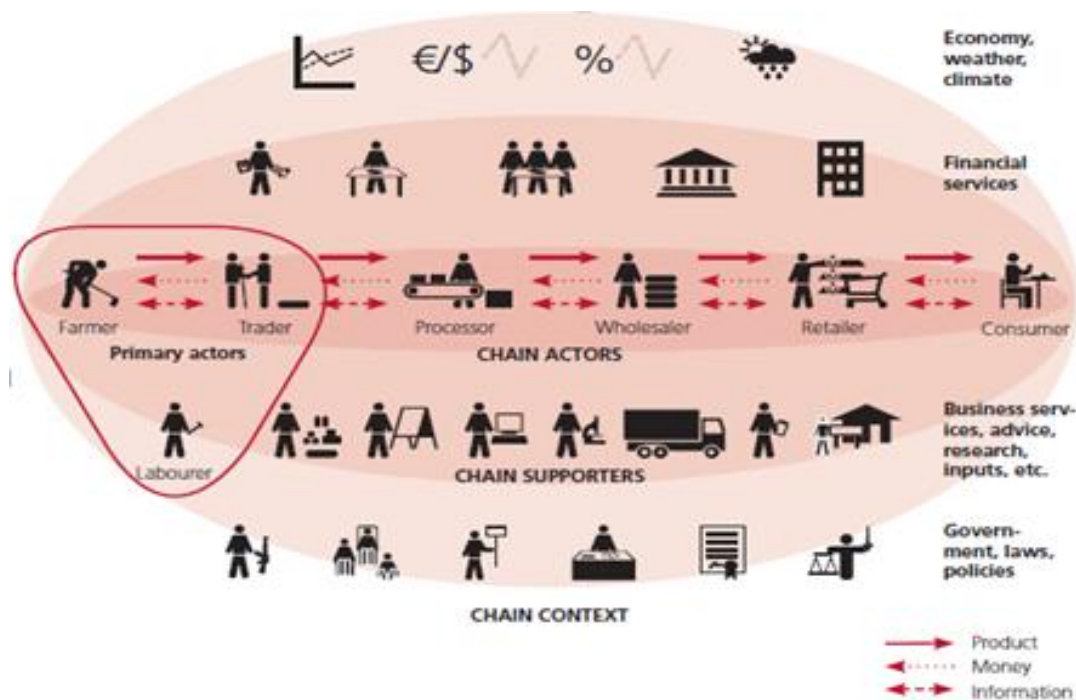 Economy,
weather,
climate
€/$
%
Financial
services
Farmer
Trader
Processor
Wholesaler
Retailer
Consumer
Primary actors
CHAIN ACTORS
Business serv-
ices, advice,
research,
inputs, etc.
Labourer
CHAIN SUPPORTERS
Govern-
ment, laws,
policies
CHAIN CONTEXT
Product
Money
Information